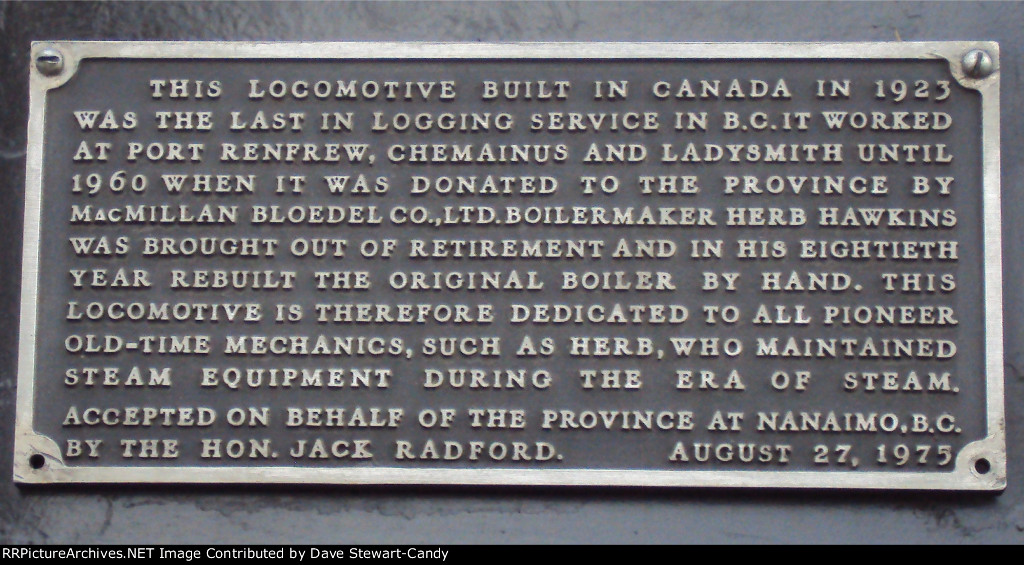 THIS LOCOMOTIVE BUILT IN CANADA IN 1923
WAS THE LAST IN LOGGING SERVICE IN B.C. IT WORKED
AT PORT RENFREW, CHEMAINUS AND LADYSMITH UNTIL
1960 WHEN IT WAS DONATED TO THE PROVINCE BY
MacMILLAN BLOEDEL CO., LTD. BOILERMAKER HERB HAWKINS
WAS BROUGHT OUT OF RETIREMENT AND IN HIS EIGHTIETH
YEAR REBUILT THE ORIGINAL BOILER BY HAND. THIS
LOCOMOTIVE IS THEREFORE DEDICATED TO ALL PIONEER
OLD-TIME MECHANICS, SUCH AS HERB, WHO MAINTAINED
STEAM EQUIPMENT DURING THE ERA OF STEAM.
ACCEPTED ON BEHALF OF THE PROVINCE AT NANAIMO, B.C.
BY THE HON. JACK RADFORD. AUGUST 27, 1975
RRPictureArchives.NET Image Contributed by Dave Stewart-Candy